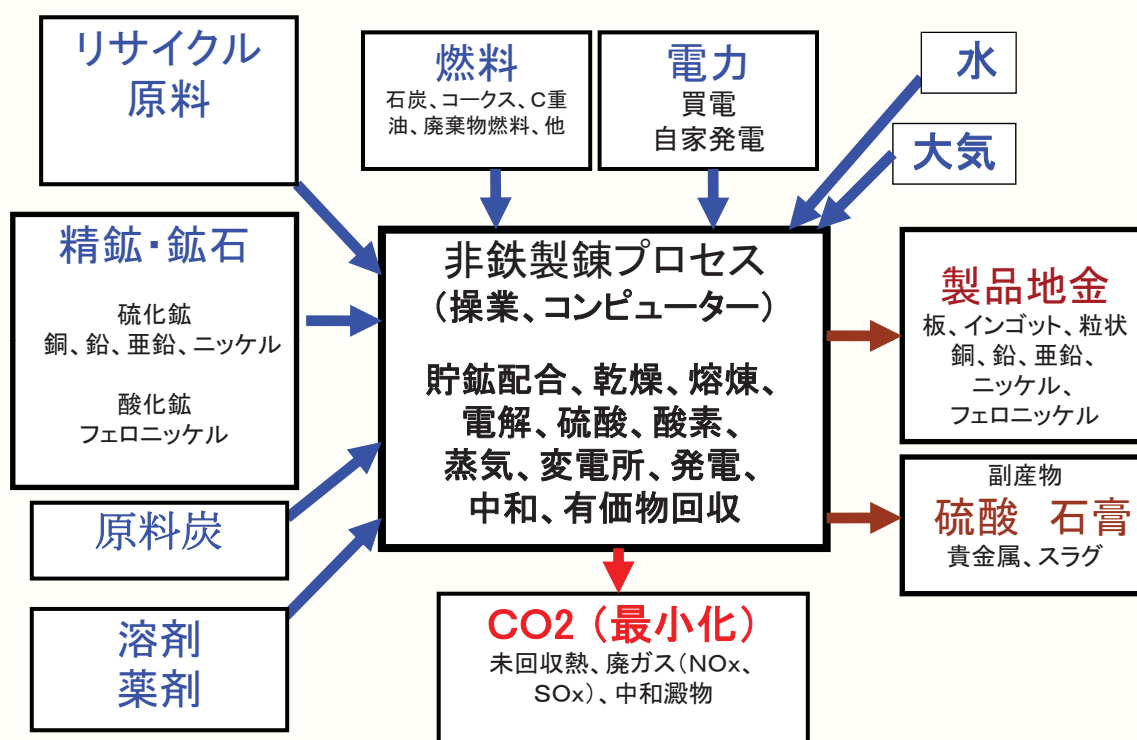 リサイクル
原料
燃料
石炭、コークス、C重
油、廃棄物燃料、他
電力
買電
自家発電
水
大気
精鉱・鉱石
硫化鉱
銅、鉛、亜鉛、ニッケル
酸化鉱
フェロニッケル
原料炭
溶剤
薬剤
非鉄製錬プロセス
（操業、コンピューター）
貯鉱配合、乾燥、熔煉、
電解、硫酸、酸素、
蒸気、変電所、発電、
中和、有価物回収
製品地金
板、インゴット、粒状
銅、鉛、亜鉛、
ニッケル、
フェロニッケル
副産物
硫酸　石膏
貴金属、スラグ
CO2（最小化）
未回収熱、廃ガス（NOx、
SOx）、中和澱物